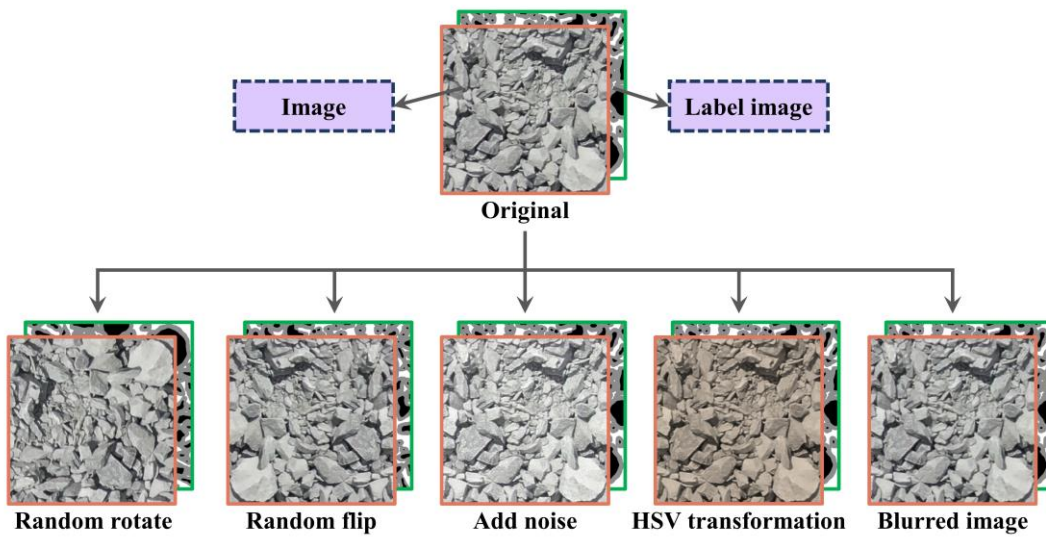 Image
Label image
Original
Random rotate
Random flip
Add noise
HSV transformation
Blurred image